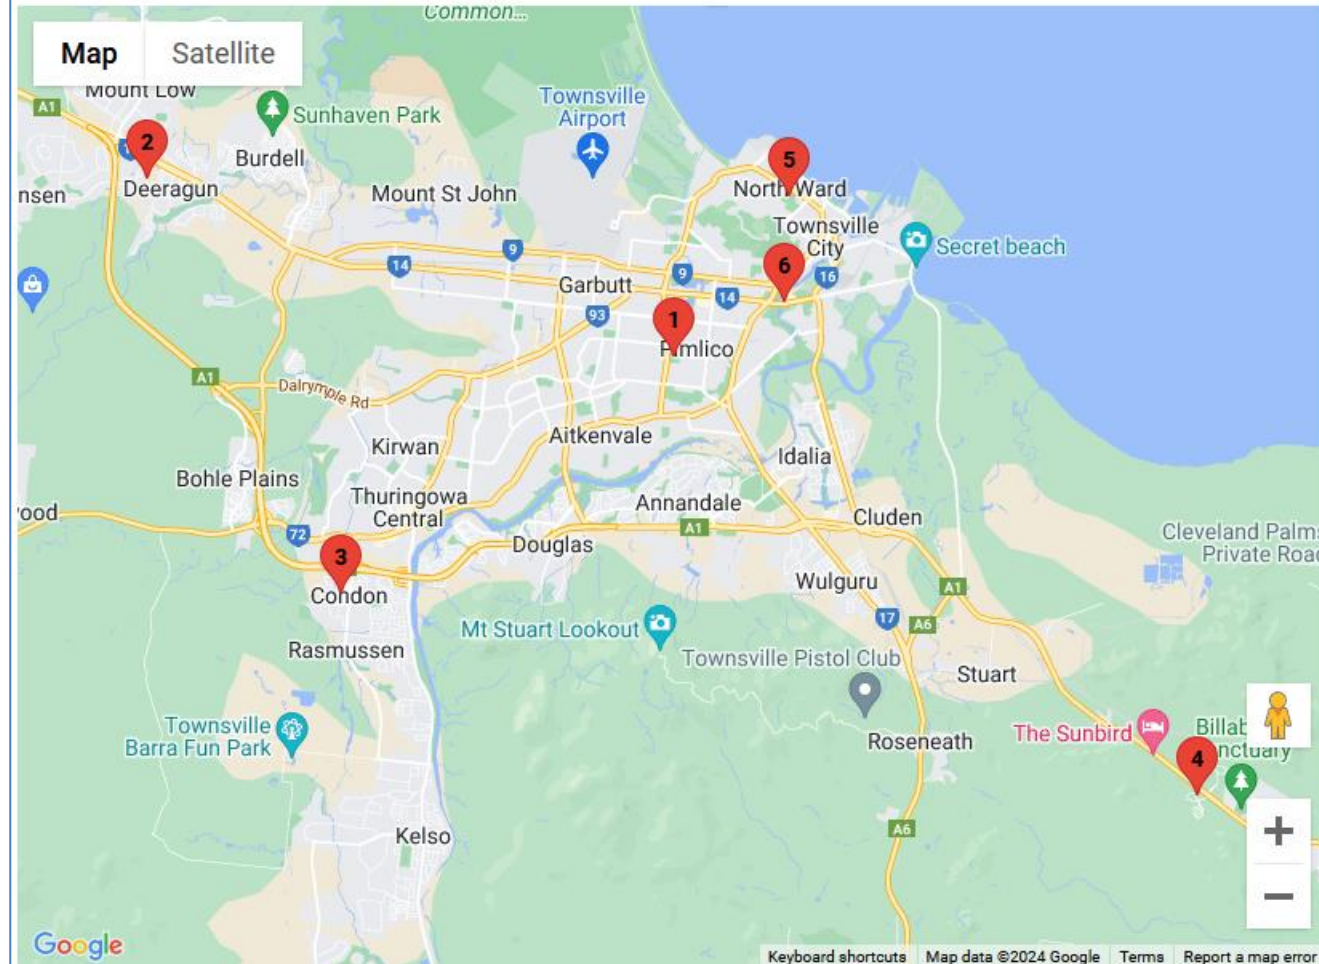 Common...
Map
Satellite
Mount Low
A1
Sunhaven Park
Townsville
Airport
2
Burdell
5
Deeragun
nsen
Mount St John
North Ward
Townsville
City
Secret beach
9
14
6
16
9
14
Garbutt
93
1
Pimlico
A1
Dalrymple Rd
Kirwan
Aitkenvale
Idalia
Bohle Plains
Thuringowa
Central
Annandale
ood
72
A1
Cluden
Cleveland Palms
Private Road
Douglas
3
Condon
Wulguru
A1
17
A6
Mt Stuart Lookout
Rasmussen
Townsville Pistol Club
Stuart
Townsville
Barra Fun Park
The Sunbird
Billab
nctuary
Roseneath
4
Kelso
A6
+
−
Google
Keyboard shortcuts
Map data ©2024 Google
Terms
Report a map error